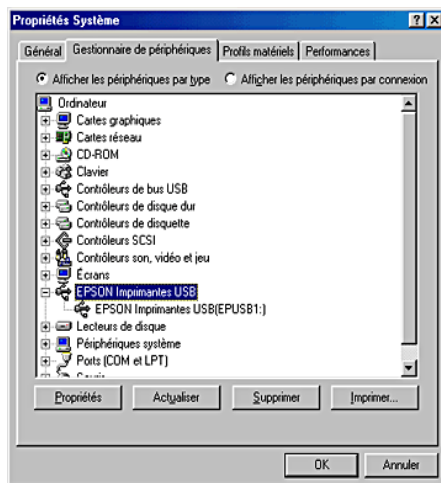 Propriétés Système
Général Gestionnaire de périphériques Profils matériels Performances
Afficher les périphériques par type Afficher les périphériques par connexion
Ordinateur
Cartes graphiques
Cartes réseau
CD-ROM
Clavier
Contrôleurs de bus USB
Contrôleurs de disque dur
Contrôleurs de disquette
Contrôleurs SCSI
Contrôleurs son, vidéo et jeu
Écrans
EPSON Imprimantes USB
EPSON Imprimantes USB(EPUSB1:)
Lecteurs de disque
Périphériques système
Ports (COM et LPT)
Propriétés Actualiser Supprimer Imprimer...
OK Annuler